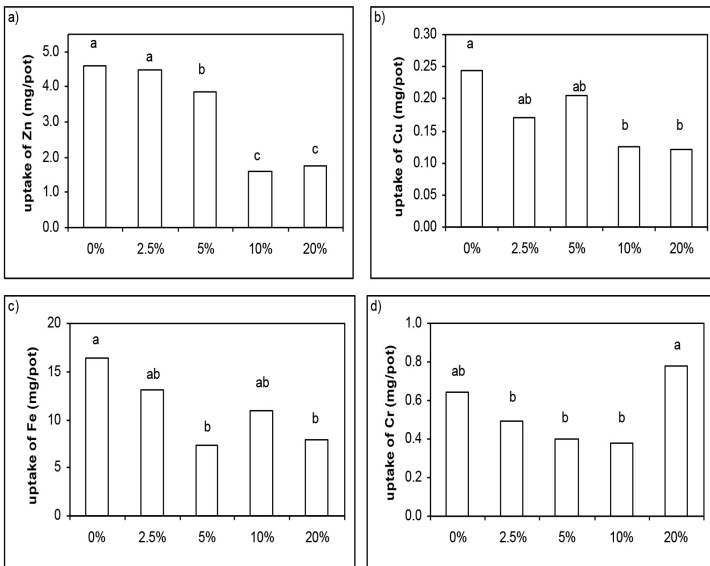 a)
uptake of Zn (mg/pot)
5.0
4.0
3.0
2.0
1.0
0.0
a
a
b
c
c
0%
2.5%
5%
10%
20%
b)
uptake of Cu (mg/pot)
0.30
0.25
0.20
0.15
0.10
0.05
0.00
a
ab
ab
b
b
0%
2.5%
5%
10%
20%
c)
uptake of Fe (mg/pot)
20
15
10
5
0
a
ab
b
ab
b
0%
2.5%
5%
10%
20%
d)
uptake of Cr (mg/pot)
1.0
0.8
0.6
0.4
0.2
0.0
ab
b
b
b
a
0%
2.5%
5%
10%
20%